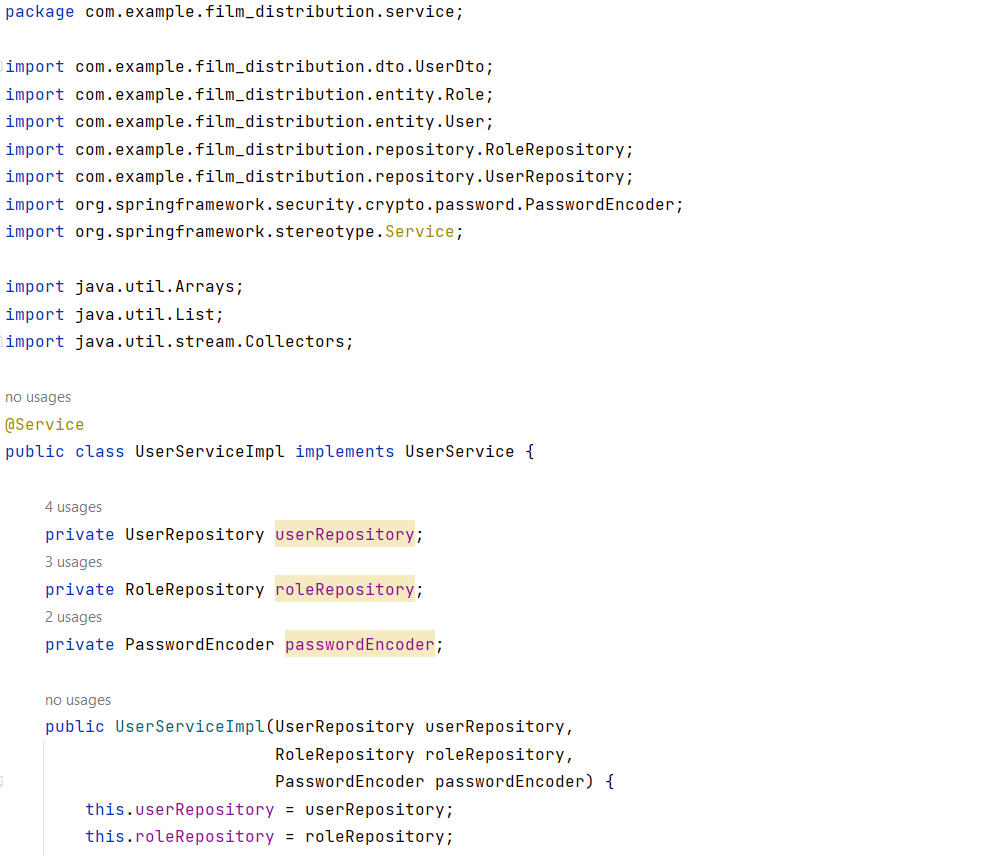 package com.example.film_distribution.service;
import com.example.film_distribution.dto.UserDto;
import com.example.film_distribution.entity.Role;
import com.example.film_distribution.entity.User;
import com.example.film_distribution.repository.RoleRepository;
import com.example.film_distribution.repository.UserRepository;
import org.springframework.security.crypto.password.PasswordEncoder;
import org.springframework.stereotype.Service;
import java.util.Arrays;
import java.util.List;
import java.util.stream.Collectors;
no usages
@Service
public class UserServiceImpl implements UserService {
4 usages
private UserRepository userRepository;
3 usages
private RoleRepository roleRepository;
2 usages
private PasswordEncoder passwordEncoder;
no usages
public UserServiceImpl(UserRepository userRepository,
RoleRepository roleRepository,
PasswordEncoder passwordEncoder) {
this.userRepository = userRepository;
this.roleRepository = roleRepository;